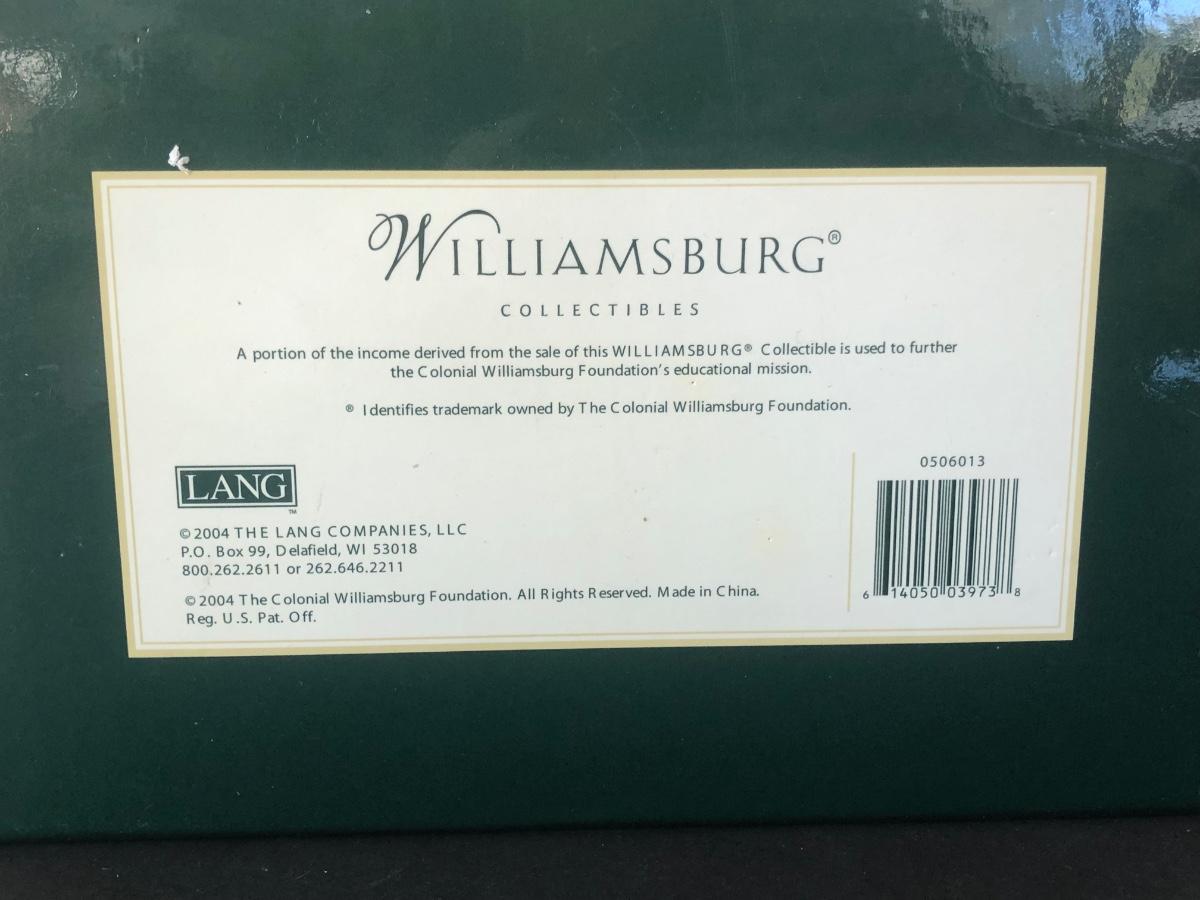 WILLIAMSBURG®
COLLECTIBLES
A portion of the income derived from the sale of this WILLIAMSBURG® Collectible is used to further
the Colonial Williamsburg Foundation's educational mission.
® Identifies trademark owned by The Colonial Williamsburg Foundation.
LANG
TM
© 2004 THE LANG COMPANIES, LLC
P.O. Box 99, Delafield, WI 53018
800.262.2611 or 262.646.2211
© 2004 The Colonial Williamsburg Foundation. All Rights Reserved. Made in China.
Reg. U.S. Pat. Off.
0506013
6 14050 03973 8